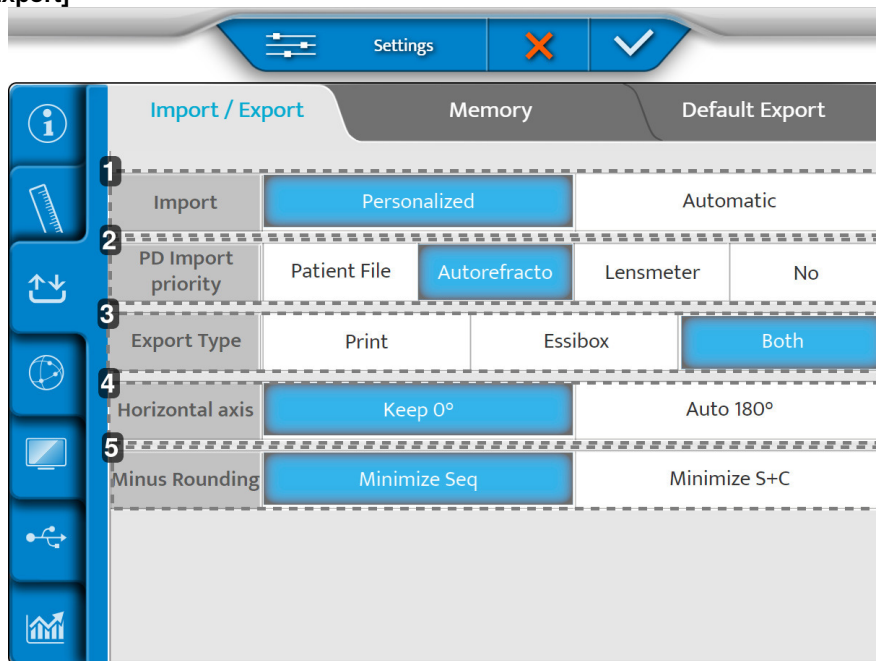 xport]
Settings
Import / Export Memory Default Export
1
Import Personalized Automatic
2
PD Import
priority
Patient File Autorefracto Lensmeter No
3
Export Type Print Essibox Both
4
Horizontal axis Keep 0° Auto 180°
5
Minus Rounding Minimize Seq Minimize S+C